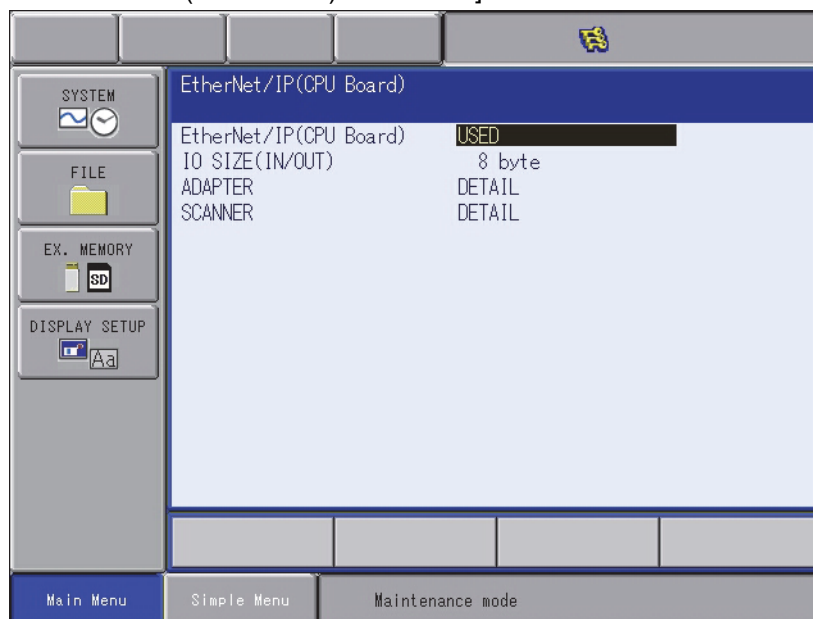 SYSTEM
FILE
EX. MEMORY
SD
DISPLAY SETUP
Aa
EtherNet/IP(CPU Board)
EtherNet/IP(CPU Board) USED
IO SIZE(IN/OUT) 8 byte
ADAPTER DETAIL
SCANNER DETAIL
Main Menu
Simple Menu
Maintenance mode